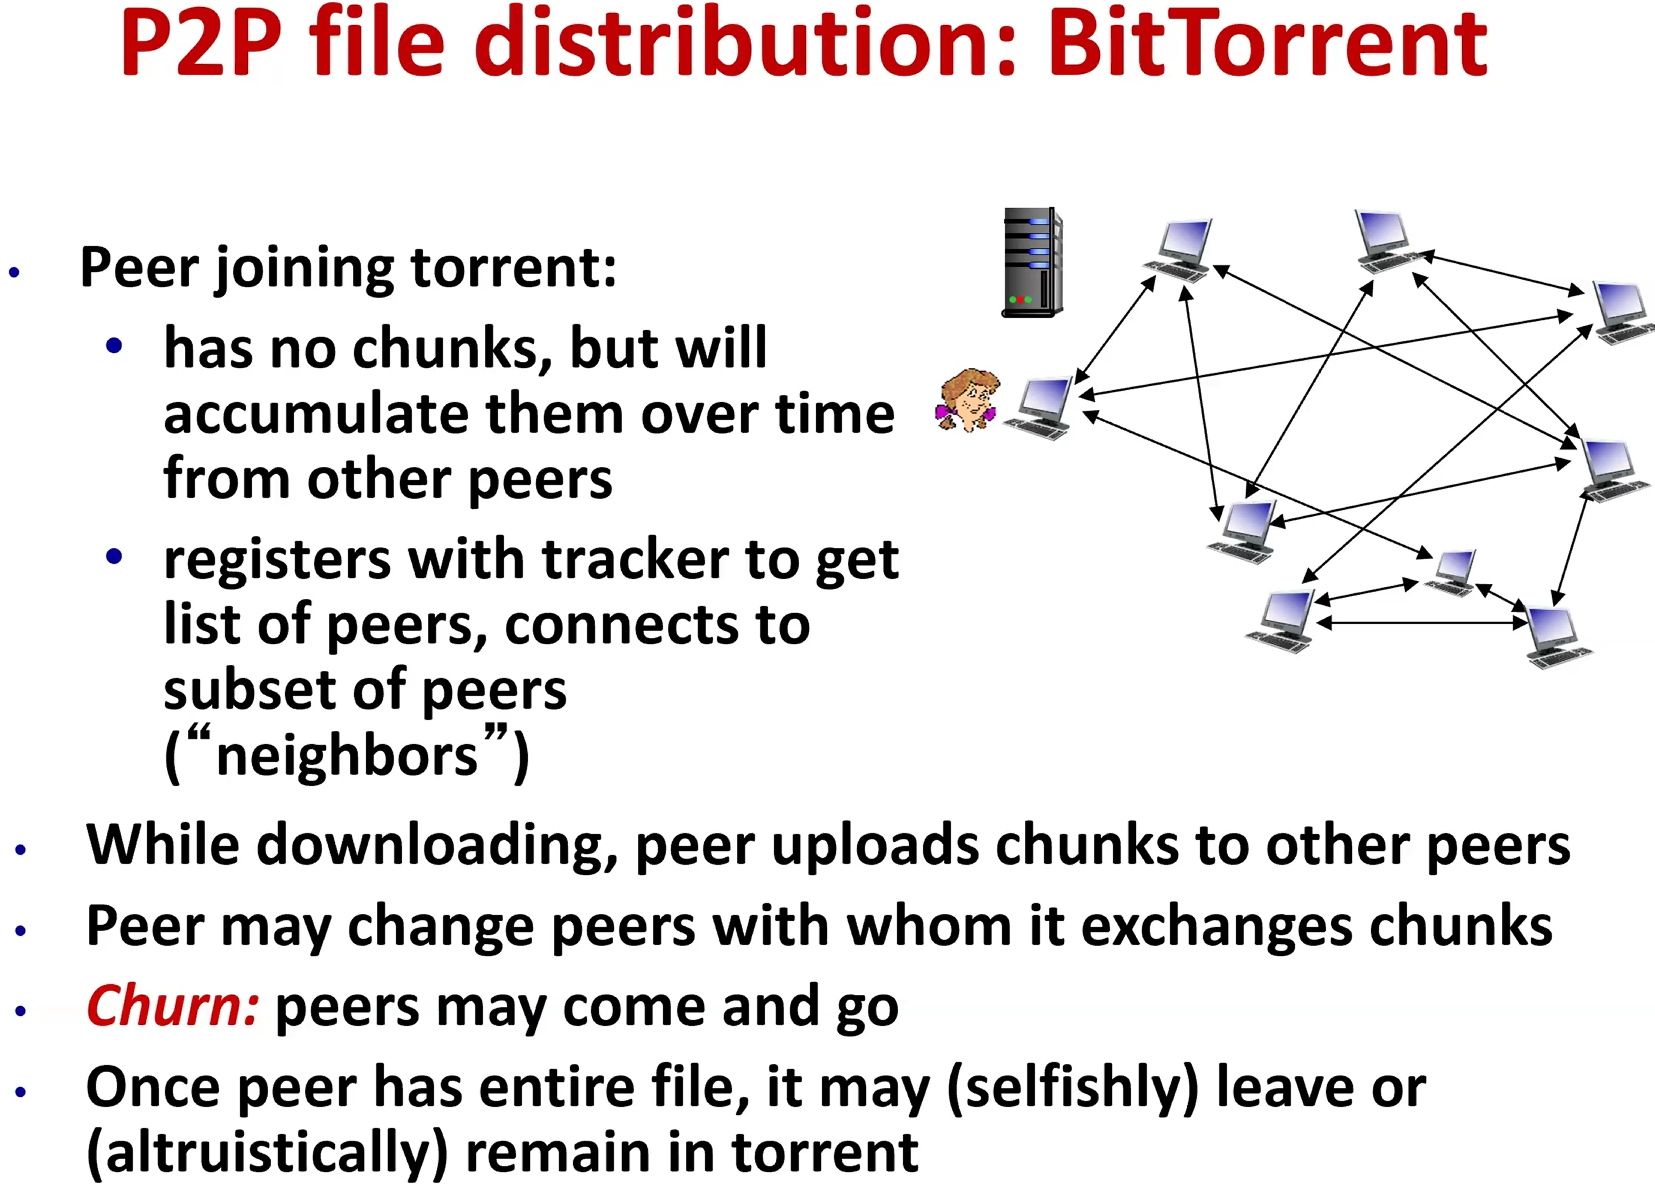 P2P file distribution: BitTorrent
• Peer joining torrent:
• has no chunks, but will
accumulate them over time
from other peers
• registers with tracker to get
list of peers, connects to
subset of peers
(“neighbors”)
• While downloading, peer uploads chunks to other peers
• Peer may change peers with whom it exchanges chunks
• Churn: peers may come and go
• Once peer has entire file, it may (selfishly) leave or
(altruistically) remain in torrent